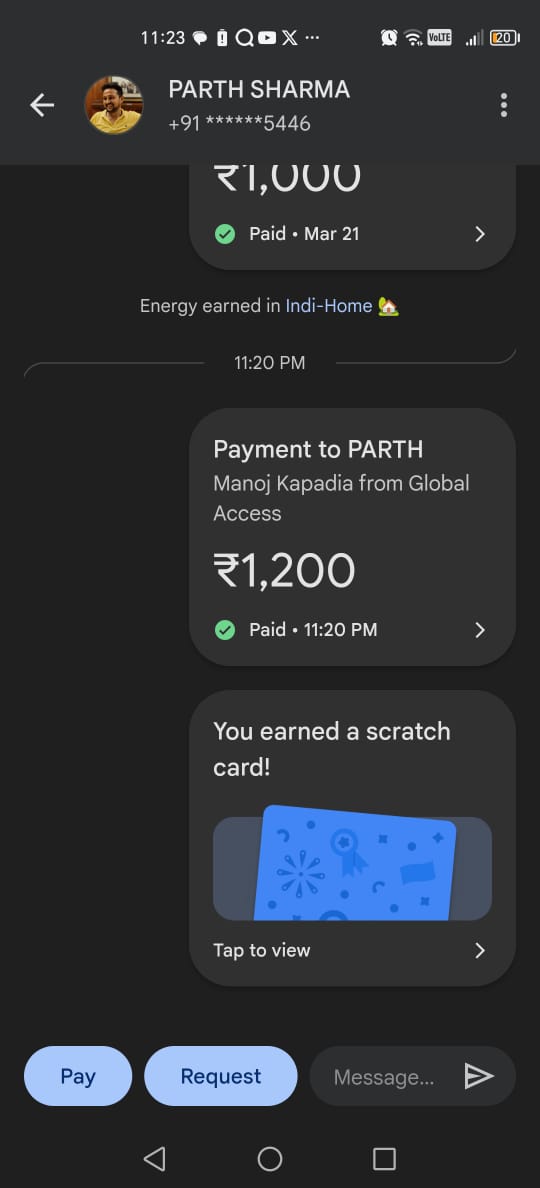 11:23
VoLTE
20
PARTH SHARMA
+91 ******5446
₹1,000
Paid • Mar 21
Energy earned in Indi-Home 🏡
11:20 PM
Payment to PARTH
Manoj Kapadia from Global
Access
₹1,200
Paid • 11:20 PM
You earned a scratch
card!
Tap to view
Pay
Request
Message...